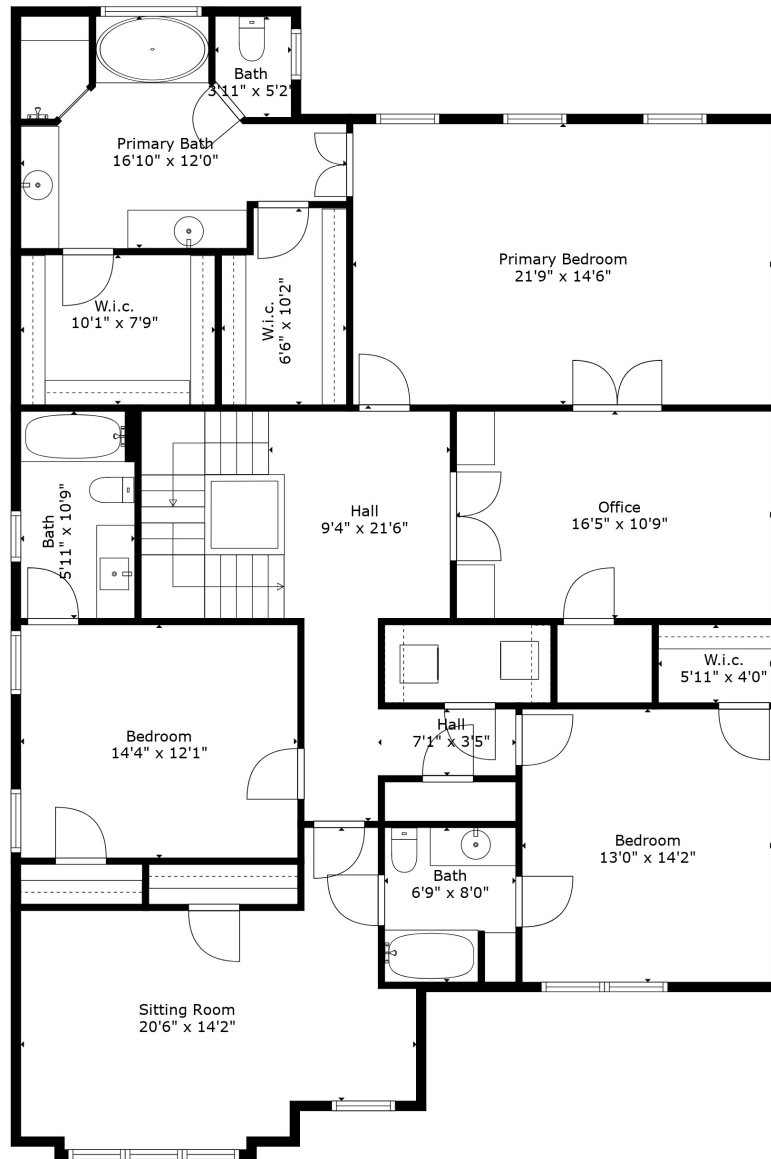 Bath
3'11" x 5'2"
Primary Bath
16'10" x 12'0"
Primary Bedroom
21'9" x 14'6"
W.i.c.
10'1" x 7'9"
W.i.c.
6'6" x 10'2"
Bath
5'11" x 10'9"
Hall
9'4" x 21'6"
Office
16'5" x 10'9"
W.i.c.
5'11" x 4'0"
Bedroom
14'4" x 12'1"
Hall
7'1" x 3'5"
Bedroom
13'0" x 14'2"
Bath
6'9" x 8'0"
Sitting Room
20'6" x 14'2"